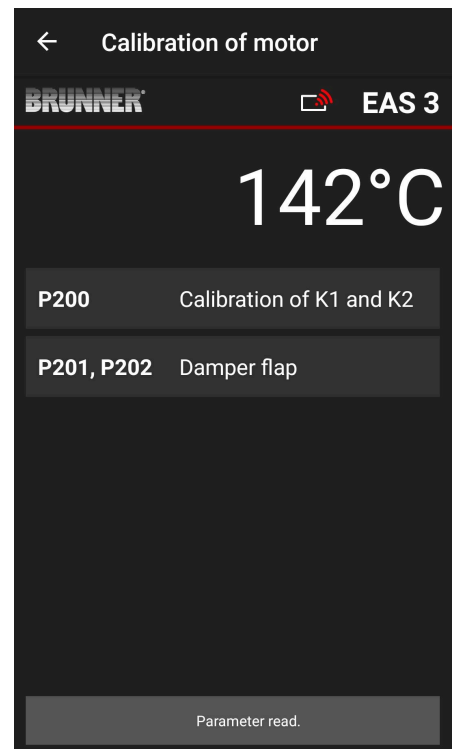 Calibration of motor
BRUNNER EAS 3
142°C
P200 Calibration of K1 and K2
P201, P202 Damper flap
Parameter read.